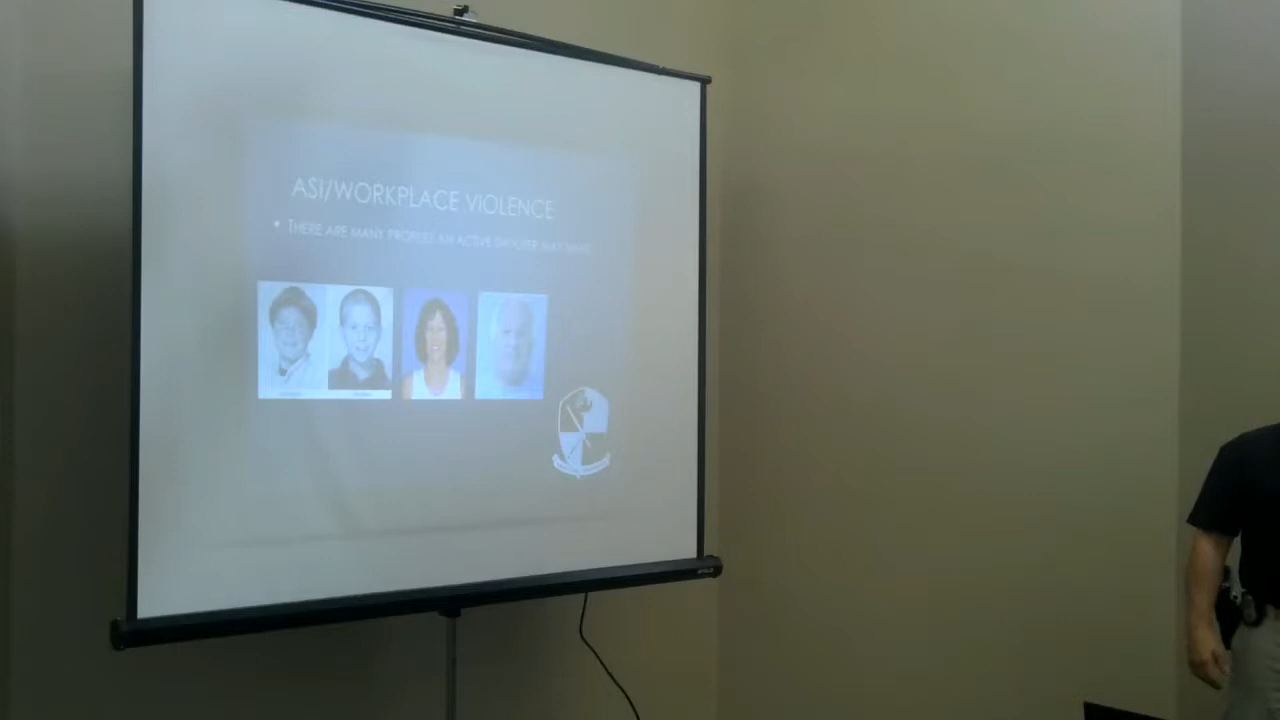 ASI/WORKPLACE VIOLENCE
• THERE ARE MANY PROFILES AN ACTIVE SHOOTER MAY HAVE